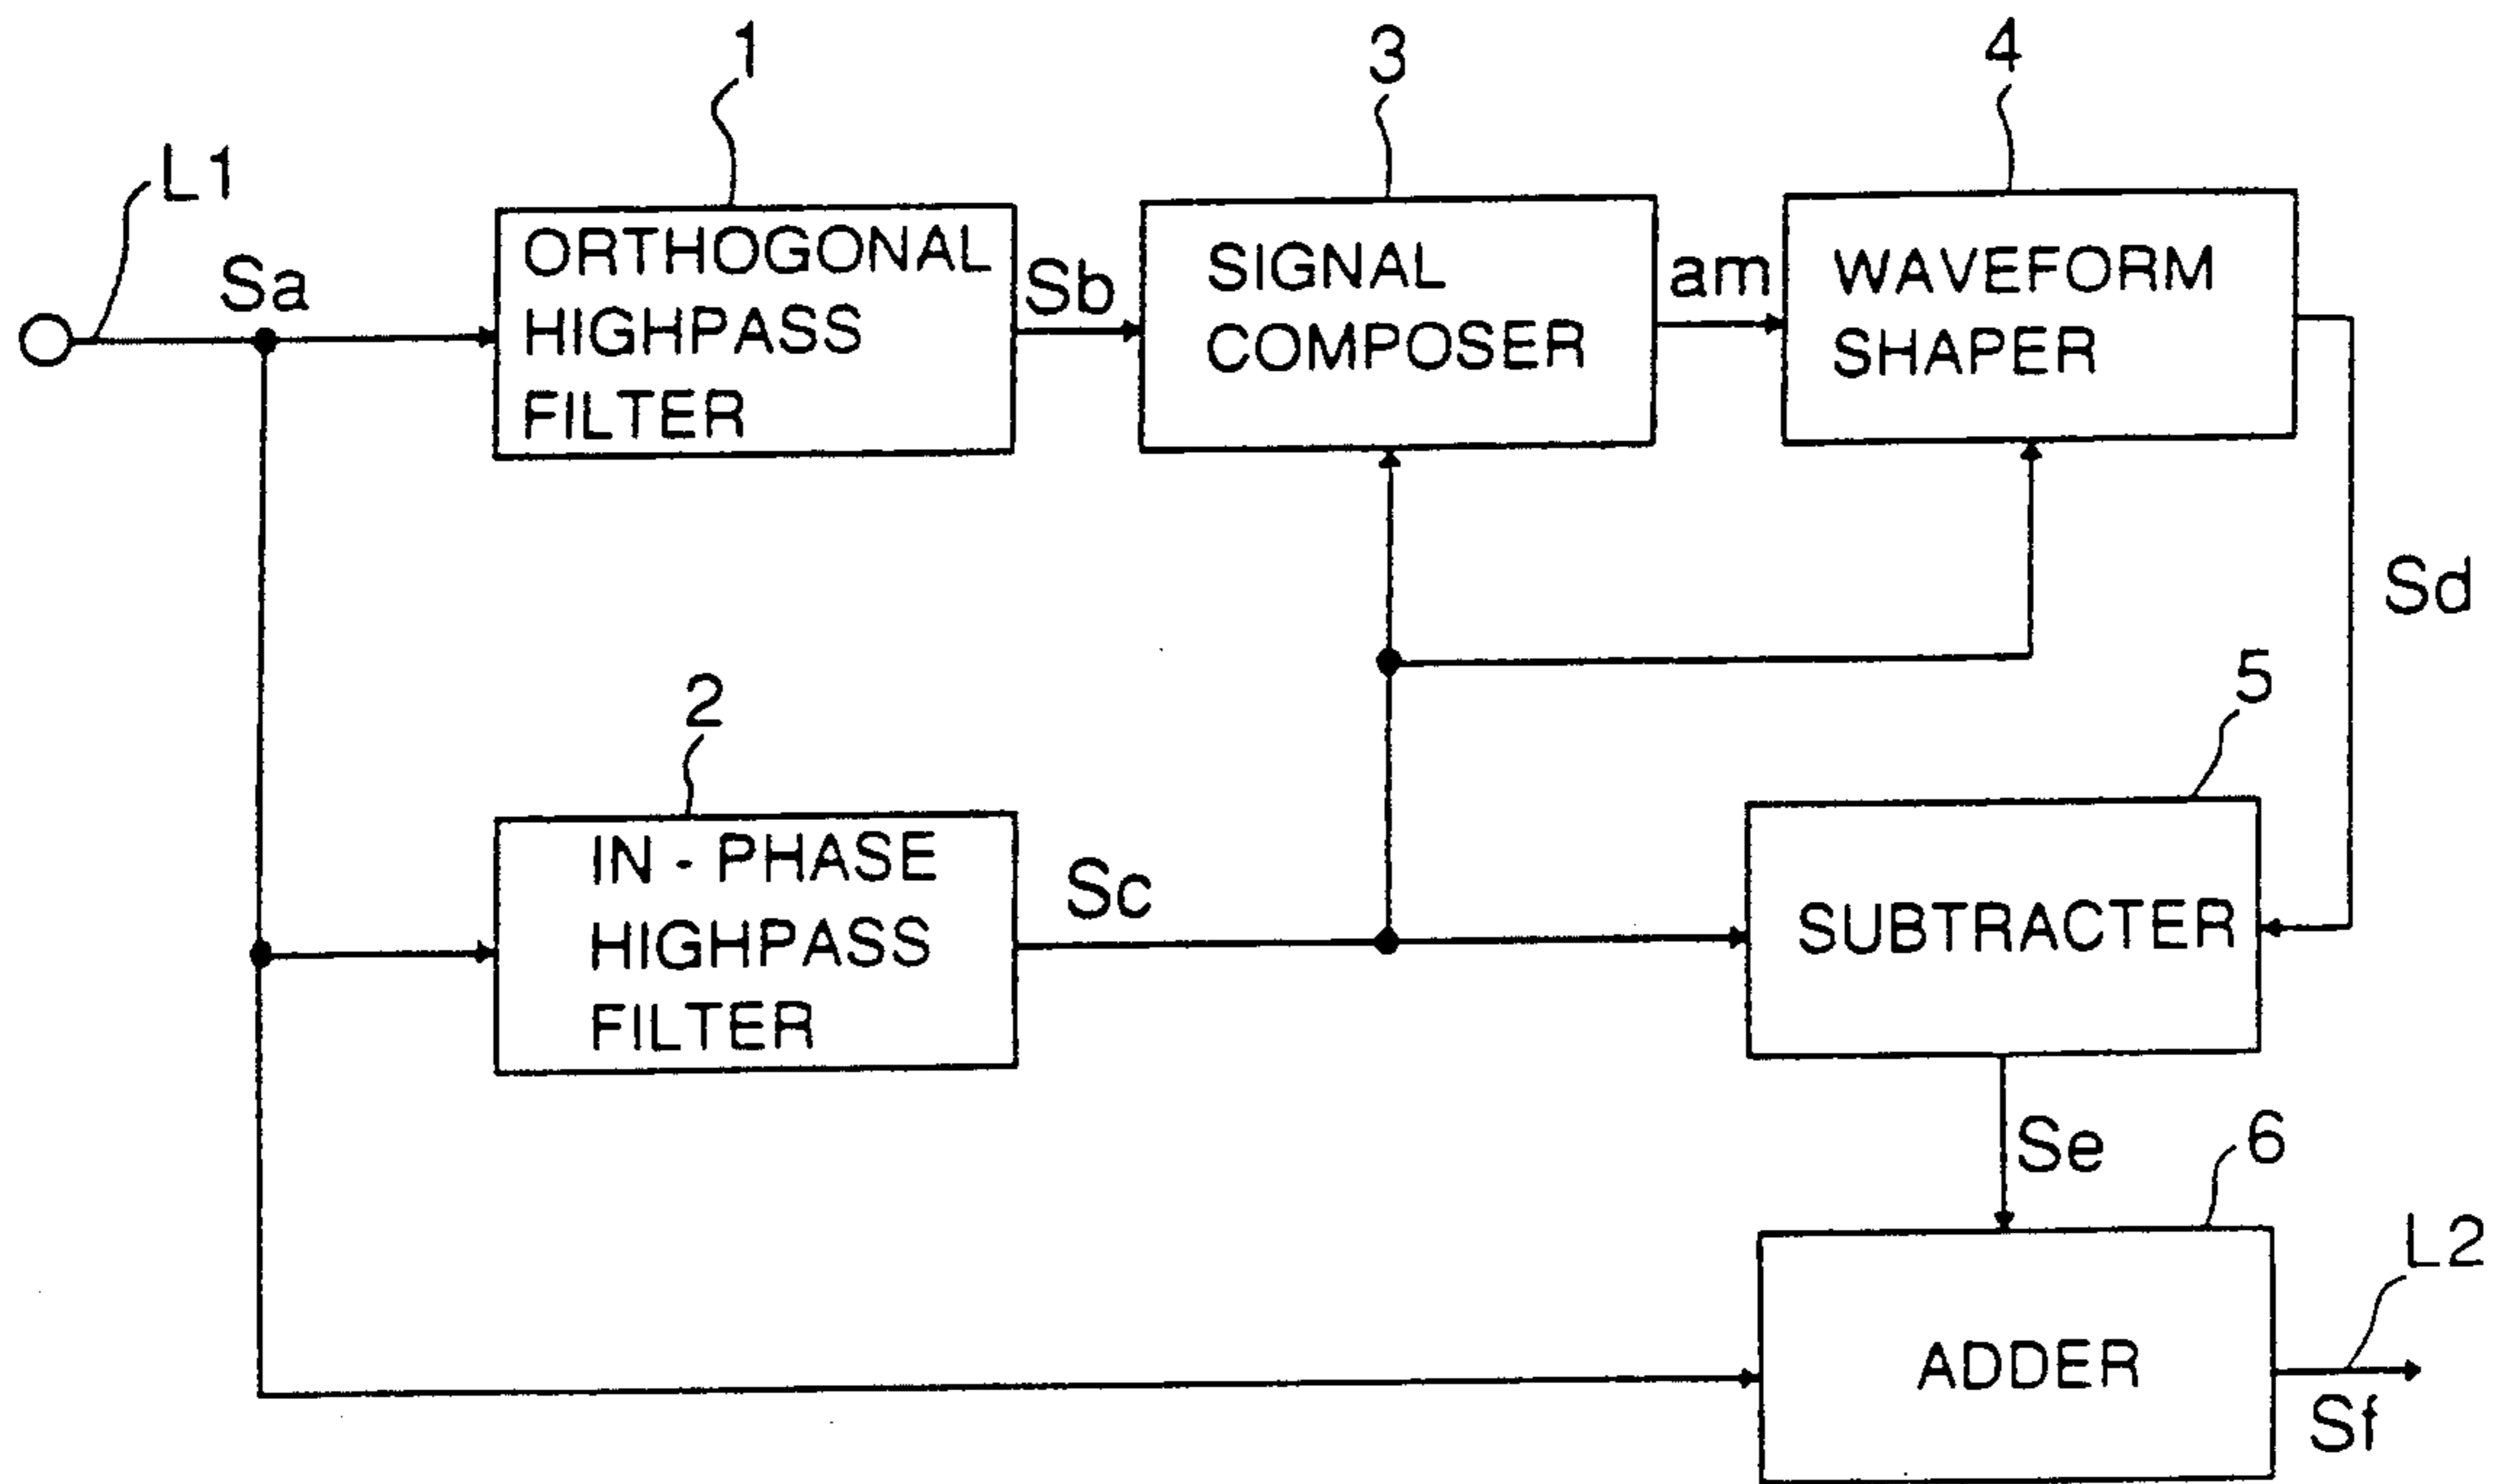 1
3
4
L1
Sa
ORTHOGONAL
HIGHPASS
FILTER
Sb
SIGNAL
COMPOSER
am
WAVEFORM
SHAPER
Sd
2
5
IN - PHASE
HIGHPASS
FILTER
Sc
SUBTRACTER
Se
6
L2
ADDER
Sf